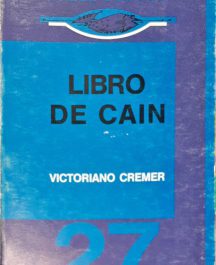 LIBRO
DE CAIN
VICTORIANO CREMER
27